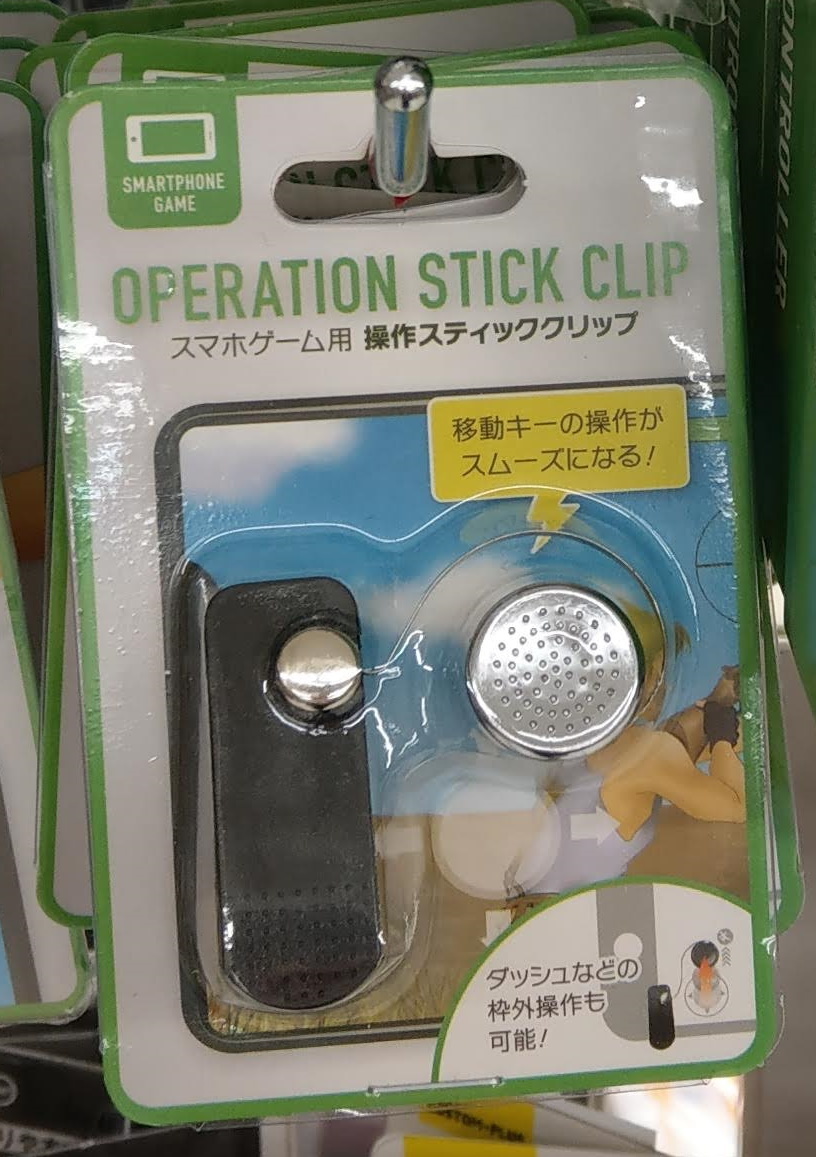 SMARTPHONE
GAME
OPERATION STICK CLIP
スマホゲーム用 操作スティッククリップ
移動キーの操作が
スムーズになる!
ダッシュなどの
枠外操作も
可能!
ONTROLLER